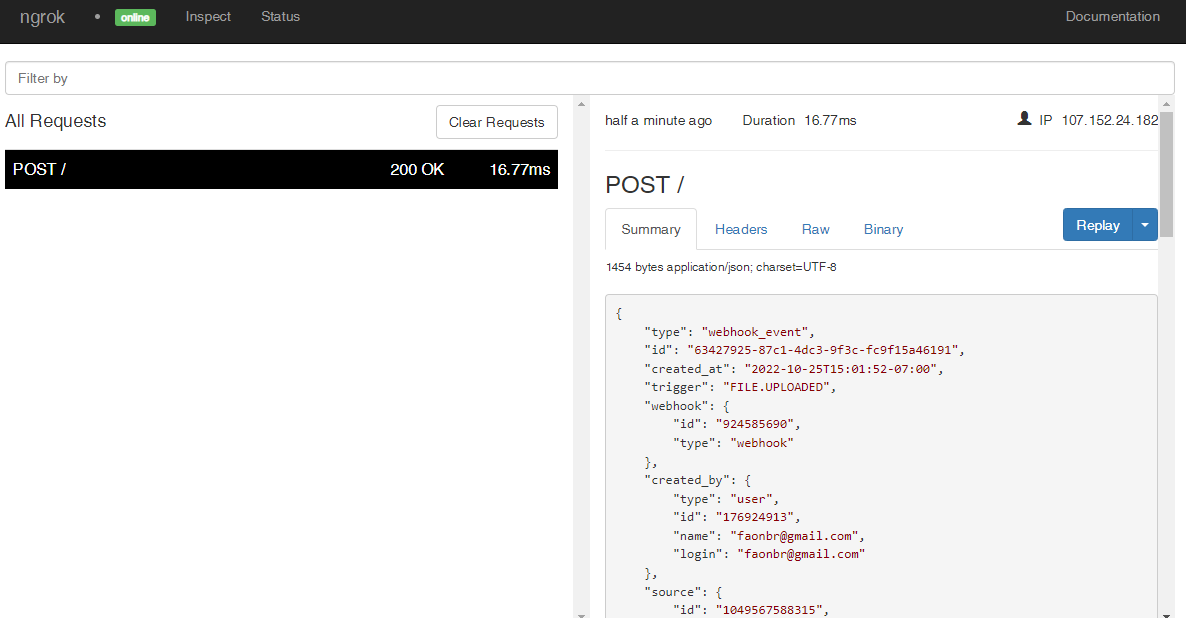 ngrok • online Inspect Status Documentation
Filter by
All Requests Clear Requests
POST / 200 OK 16.77ms
half a minute ago Duration 16.77ms IP 107.152.24.182
POST /
Summary Headers Raw Binary Replay
1454 bytes application/json; charset=UTF-8
{
    "type": "webhook_event",
    "id": "63427925-87c1-4dc3-9f3c-fc9f15a46191",
    "created_at": "2022-10-25T15:01:52-07:00",
    "trigger": "FILE.UPLOADED",
    "webhook": {
        "id": "924585690",
        "type": "webhook"
    },
    "created_by": {
        "type": "user",
        "id": "176924913",
        "name": "faonbr@gmail.com",
        "login": "faonbr@gmail.com"
    },
    "source": {
        "id": "1049567588315",